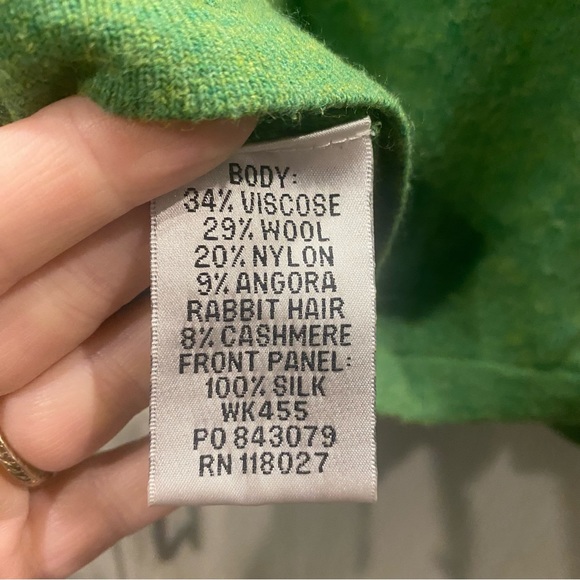 BODY:
34% VISCOSE
29% WOOL
20% NYLON
9% ANGORA
RABBIT HAIR
8% CASHMERE
FRONT PANEL:
100% SILK
WK455
PO 843079
RN 118027